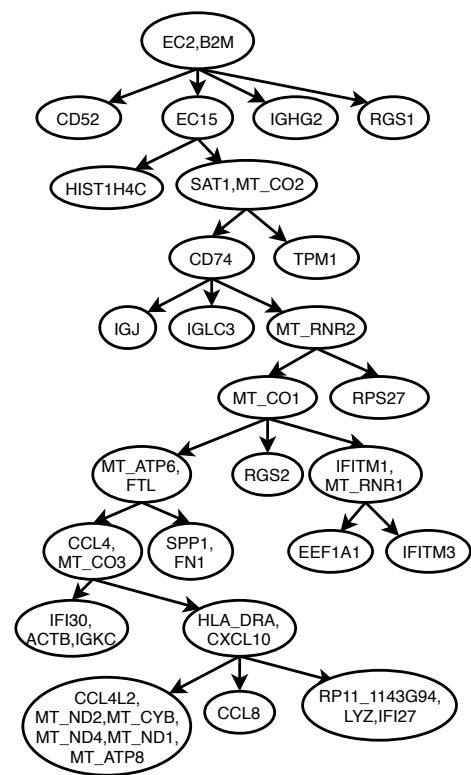 EC2,B2M
CD52
EC15
IGHG2
RGS1
HIST1H4C
SAT1,MT_CO2
CD74
TPM1
IGJ
IGLC3
MT_RNR2
MT_CO1
RPS27
MT_ATP6,
FTL
RGS2
IFITM1,
MT_RNR1
CCL4,
MT_CO3
SPP1,
FN1
EEF1A1
IFITM3
IFI30,
ACTB,IGKC
HLA_DRA,
CXCL10
CCL4L2,
MT_ND2,MT_CYB,
MT_ND4,MT_ND1,
MT_ATP8
CCL8
RP11_1143G94,
LYZ,IFI27